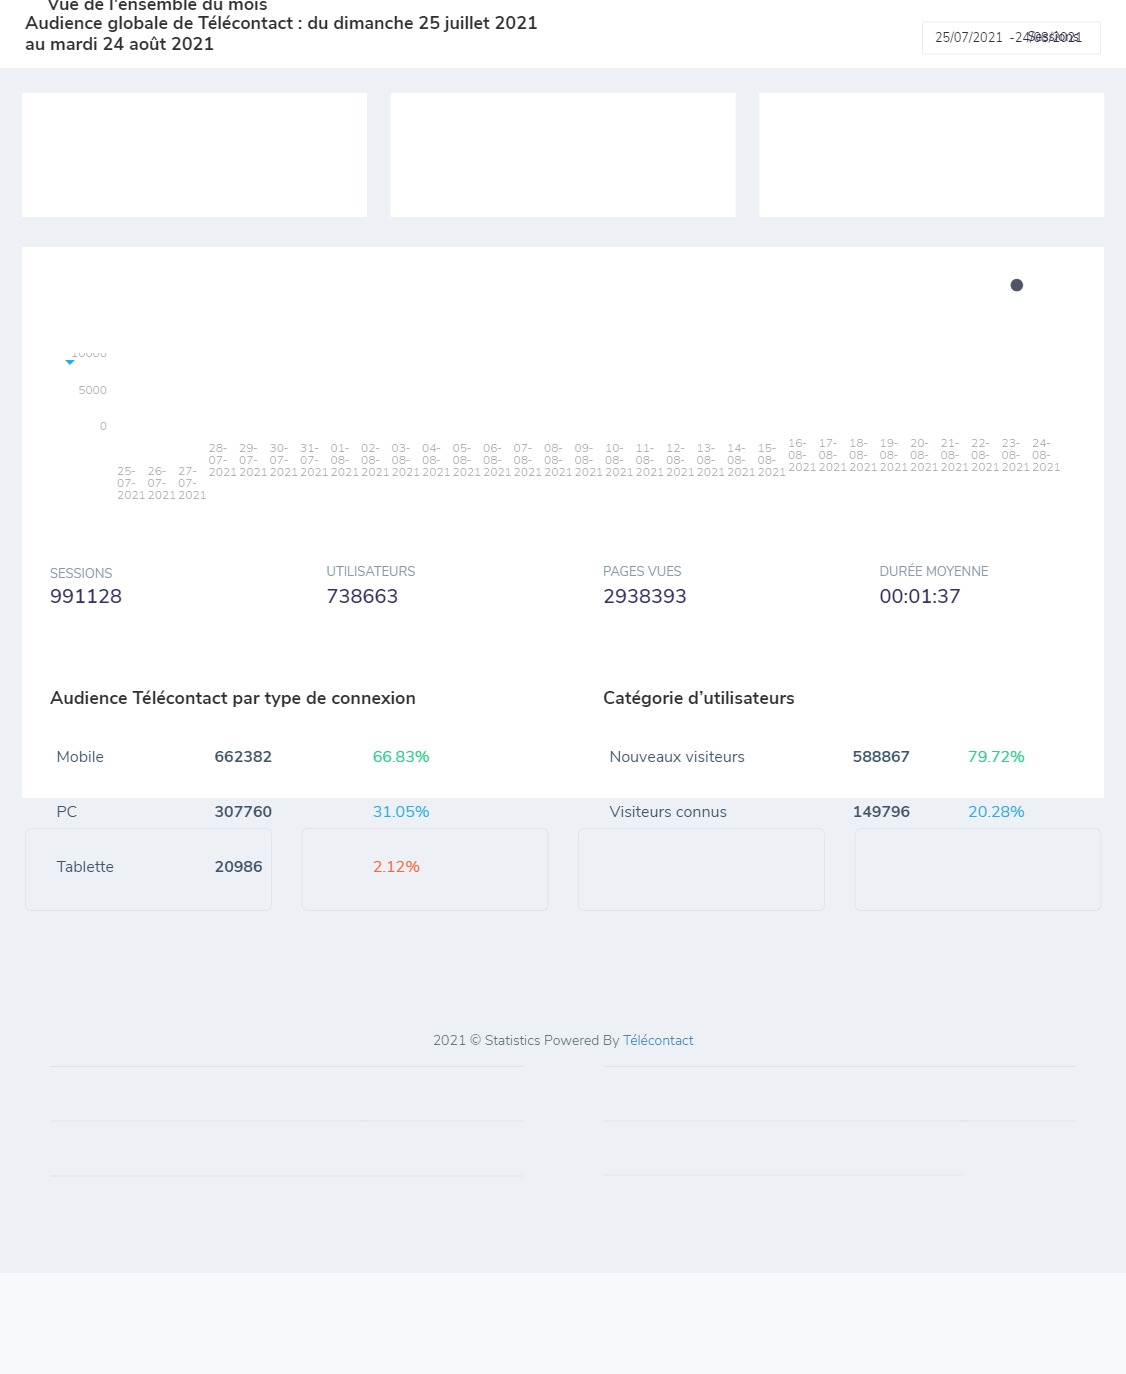 Vue de l'ensemble du mois
Audience globale de Télécontact : du dimanche 25 juillet 2021
au mardi 24 août 2021
25/07/2021 -24/08/2021
Sessions
10000
5000
0
25-07-2021 26-07-2021 27-07-2021 28-07-2021 29-07-2021 30-07-2021 31-07-2021 01-08-2021 02-08-2021 03-08-2021 04-08-2021 05-08-2021 06-08-2021 07-08-2021 08-08-2021 09-08-2021 10-08-2021 11-08-2021 12-08-2021 13-08-2021 14-08-2021 15-08-2021 16-08-2021 17-08-2021 18-08-2021 19-08-2021 20-08-2021 21-08-2021 22-08-2021 23-08-2021 24-08-2021
SESSIONS UTILISATEURS PAGES VUES DURÉE MOYENNE
991128 738663 2938393 00:01:37
Audience Télécontact par type de connexion
Mobile 662382 66.83%
PC 307760 31.05%
Tablette 20986 2.12%
Catégorie d’utilisateurs
Nouveaux visiteurs 588867 79.72%
Visiteurs connus 149796 20.28%
2021 © Statistics Powered By Télécontact